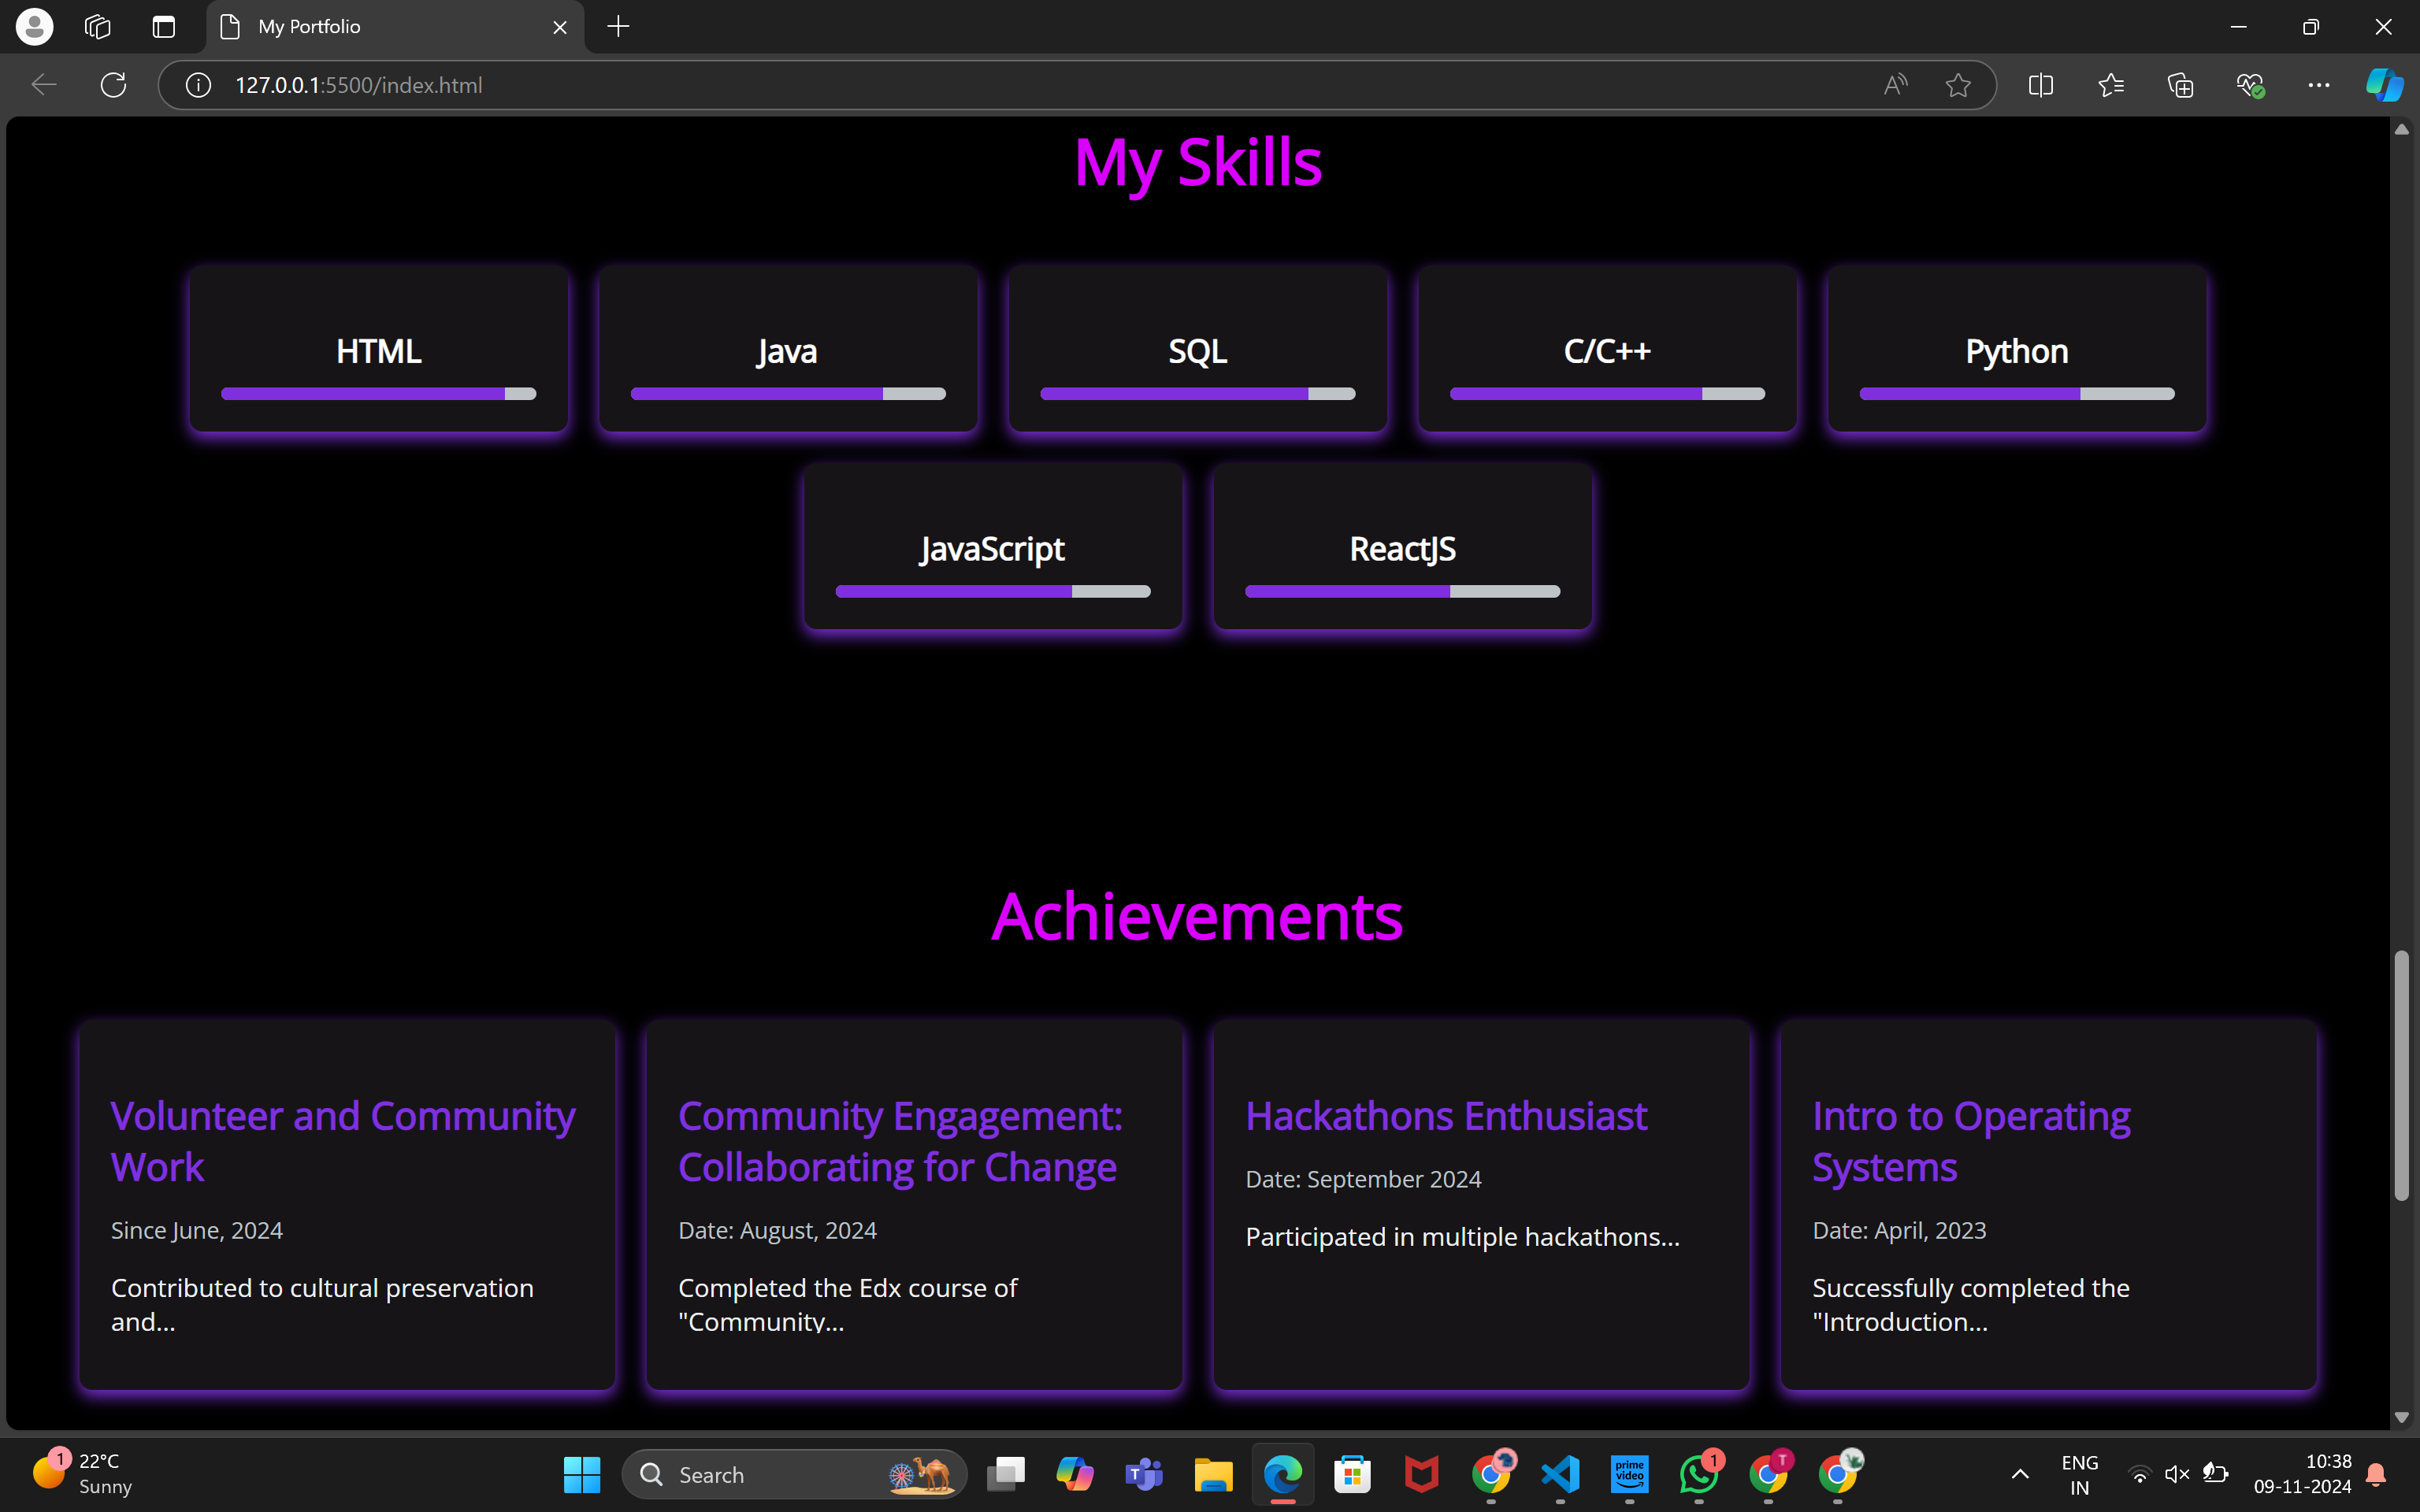 My Portfolio
127.0.0.1:5500/index.html
My Skills
HTML
Java
SQL
C/C++
Python
JavaScript
ReactJS
Achievements
Volunteer and Community
Work
Since June, 2024
Contributed to cultural preservation
and...
Community Engagement:
Collaborating for Change
Date: August, 2024
Completed the Edx course of
"Community...
Hackathons Enthusiast
Date: September 2024
Participated in multiple hackathons...
Intro to Operating
Systems
Date: April, 2023
Successfully completed the
"Introduction...
1
22°C
Sunny
Search
T
prime
video
1
T
ENG
IN
10:38
09-11-2024